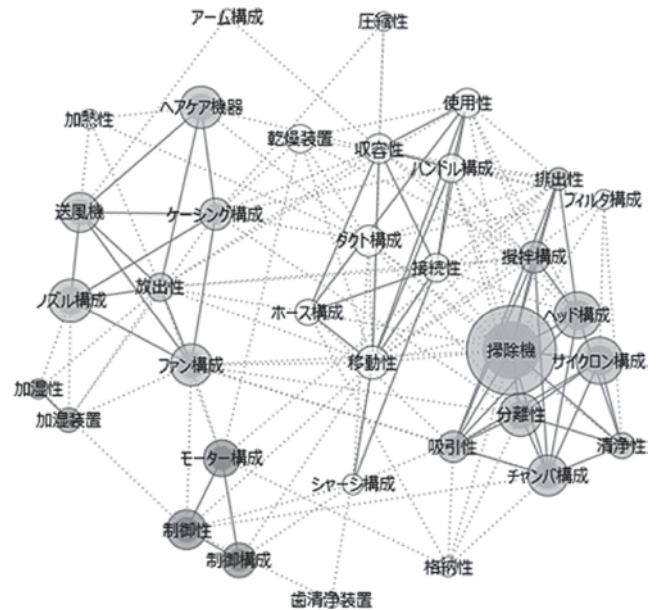 アーム構成
圧縮性
加熱性
ヘアケア機器
乾燥装置
収容性
使用性
ハンドル構成
排出性
フィルタ構成
送風機
ケーシング構成
ダクト構成
接続性
撹拌構成
ノズル構成
放出性
ホース構成
ヘッド構成
掃除機
サイクロン構成
ファン構成
移動性
加湿性
加湿装置
分離性
吸引性
清浄性
モーター構成
シャーシ構成
チャンバ構成
制御性
制御構成
格納性
歯清浄装置